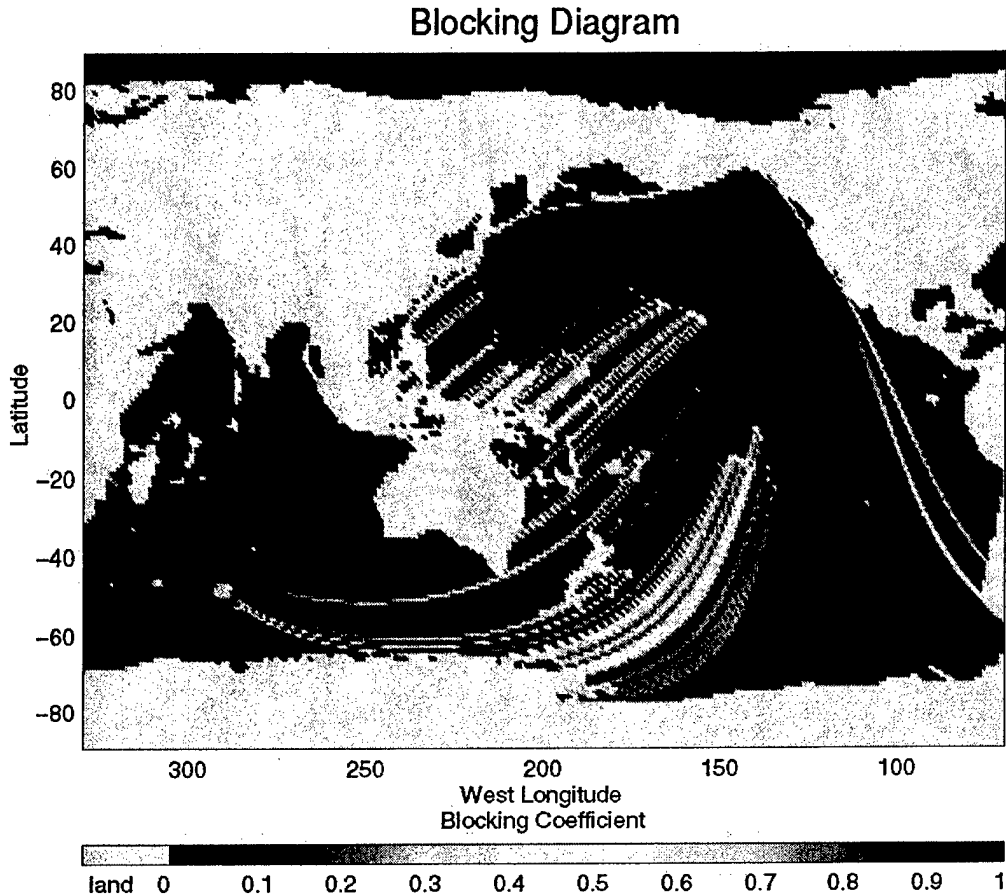 Blocking Diagram
80
60
40
20
0
−20
−40
−60
−80
Latitude
300 250 200 150 100
West Longitude
Blocking Coefficient
land 0 0.1 0.2 0.3 0.4 0.5 0.6 0.7 0.8 0.9 1